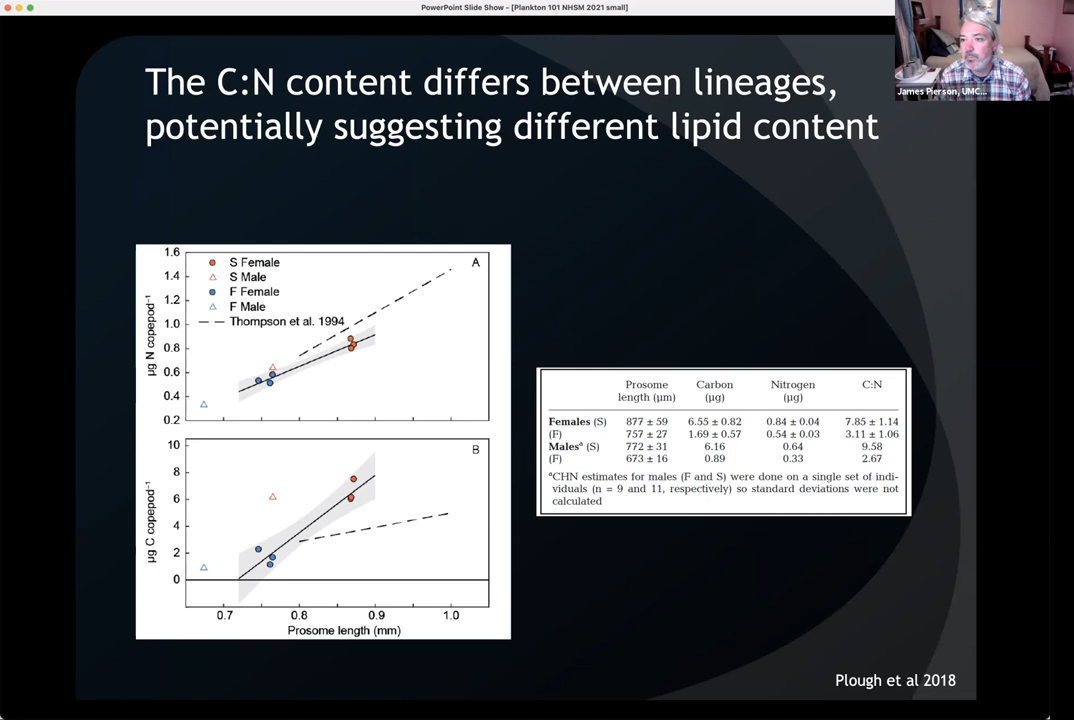 PowerPoint Slide Show - [Plankton 101 NHSM 2021 small]
James Pierson, UMC...
The C:N content differs between lineages,
potentially suggesting different lipid content
1.6
1.4
1.2
1.0
0.8
0.6
0.4
0.2
µg N copepod⁻¹
A
S Female
S Male
F Female
F Male
Thompson et al. 1994
10
8
6
4
2
0
µg C copepod⁻¹
B
0.7 0.8 0.9 1.0
Prosome length (mm)
Prosome Carbon Nitrogen C:N
length (µm) (µg) (µg)
Females (S) 877 ± 59 6.55 ± 0.82 0.84 ± 0.04 7.85 ± 1.14
(F) 757 ± 27 1.69 ± 0.57 0.54 ± 0.03 3.11 ± 1.06
Malesᵃ (S) 772 ± 31 6.16 0.64 9.58
(F) 673 ± 16 0.89 0.33 2.67
ᵃCHN estimates for males (F and S) were done on a single set of indi-
viduals (n = 9 and 11, respectively) so standard deviations were not
calculated
Plough et al 2018